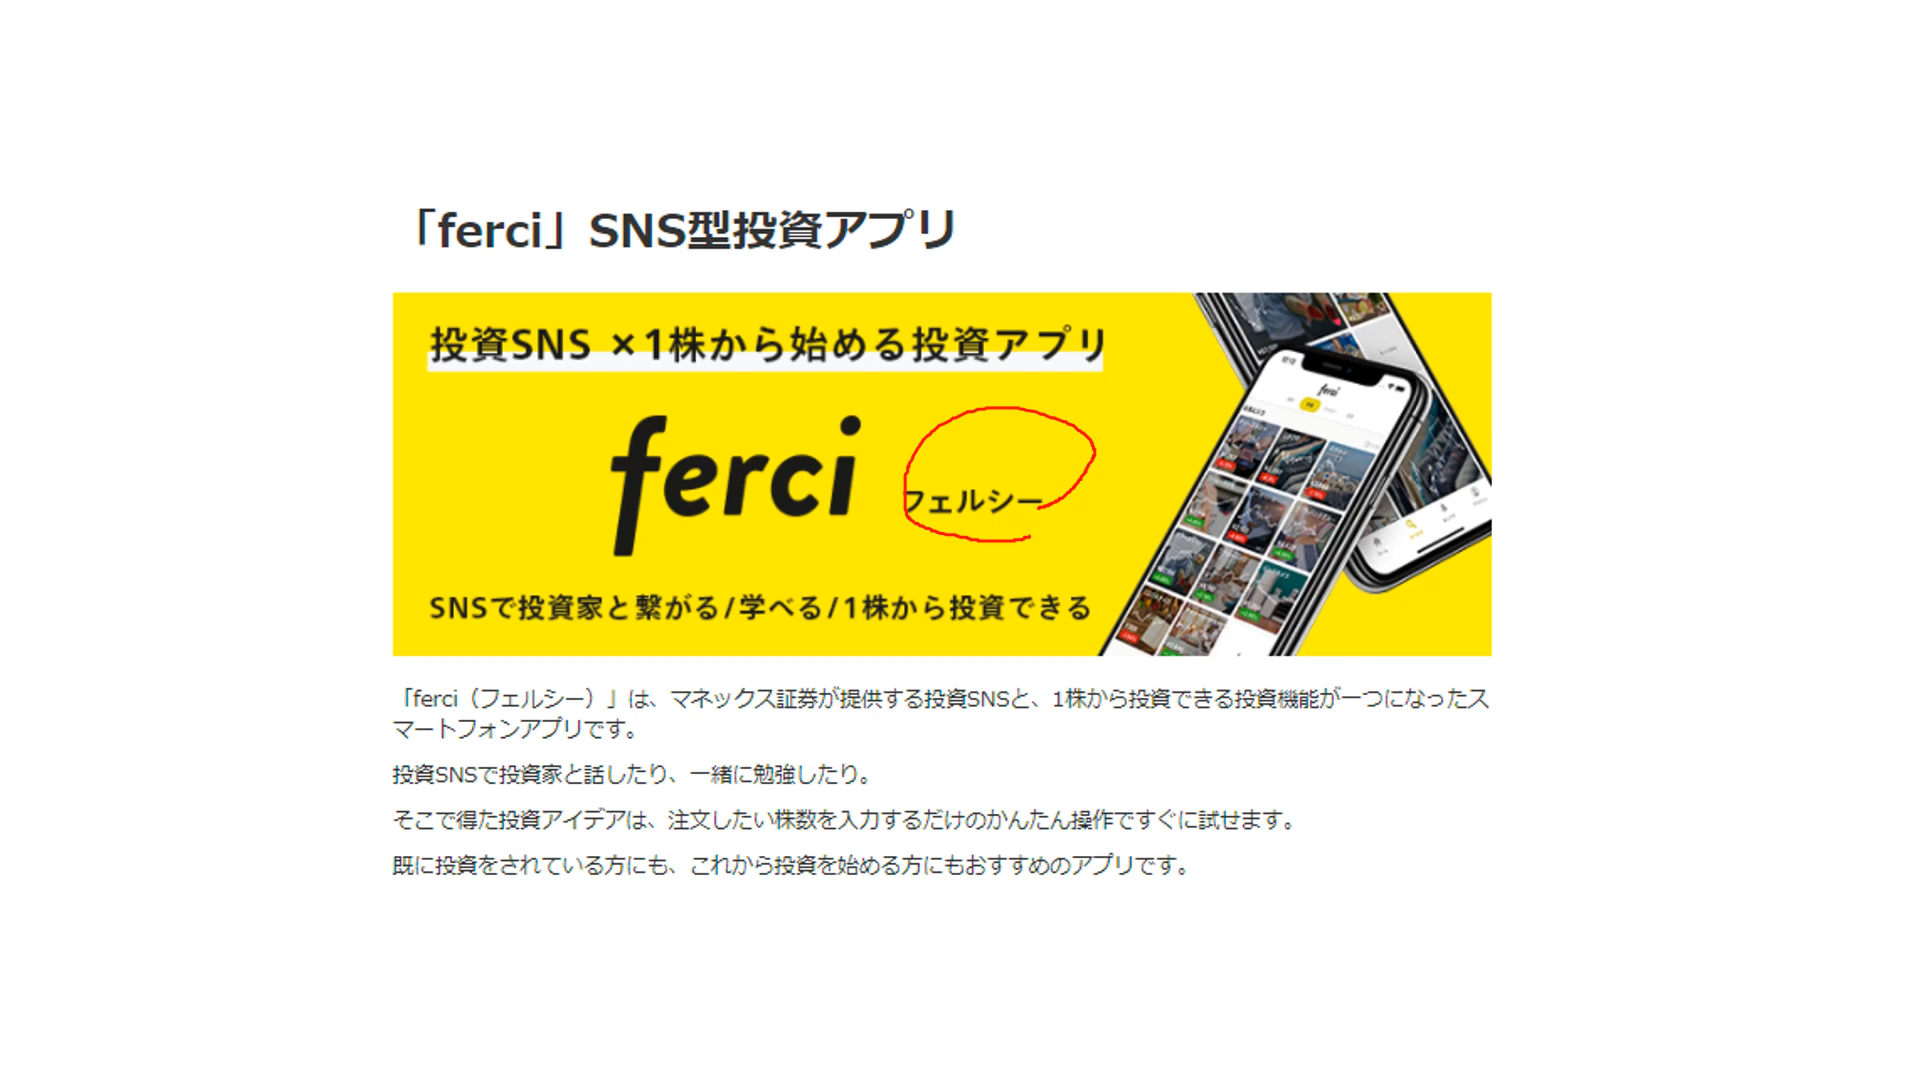 「ferci」SNS型投資アプリ
投資SNS ×1株から始める投資アプリ
ferci
フェルシー
SNSで投資家と繋がる/学べる/1株から投資できる
ferci
「ferci（フェルシー）」は、マネックス証券が提供する投資SNSと、1株から投資できる投資機能が一つになったス
マートフォンアプリです。
投資SNSで投資家と話したり、一緒に勉強したり。
そこで得た投資アイデアは、注文したい株数を入力するだけのかんたん操作ですぐに試せます。
既に投資をされている方にも、これから投資を始める方にもおすすめのアプリです。